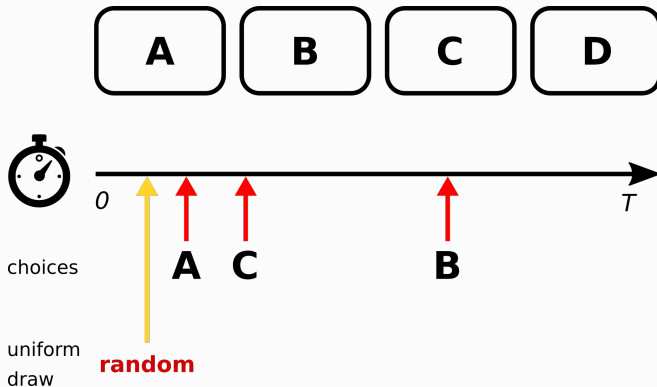 A B C D
0 T
choices A C B
uniform
draw random